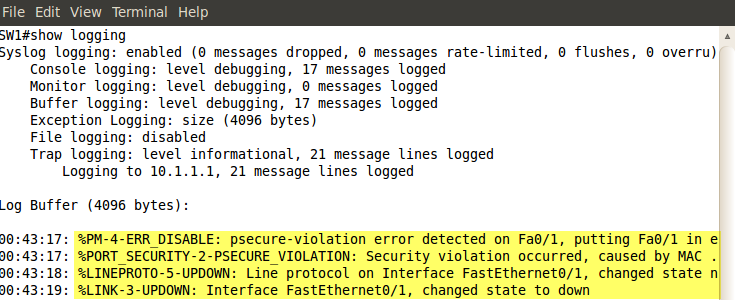 File Edit View Terminal Help
SW1#show logging
Syslog logging: enabled (0 messages dropped, 0 messages rate-limited, 0 flushes, 0 overru)
Console logging: level debugging, 17 messages logged
Monitor logging: level debugging, 0 messages logged
Buffer logging: level debugging, 17 messages logged
Exception Logging: size (4096 bytes)
File logging: disabled
Trap logging: level informational, 21 message lines logged
Logging to 10.1.1.1, 21 message lines logged
Log Buffer (4096 bytes):
00:43:17: %PM-4-ERR_DISABLE: psecure-violation error detected on Fa0/1, putting Fa0/1 in e
00:43:17: %PORT_SECURITY-2-PSECURE_VIOLATION: Security violation occurred, caused by MAC .
00:43:18: %LINEPROTO-5-UPDOWN: Line protocol on Interface FastEthernet0/1, changed state n
00:43:19: %LINK-3-UPDOWN: Interface FastEthernet0/1, changed state to down